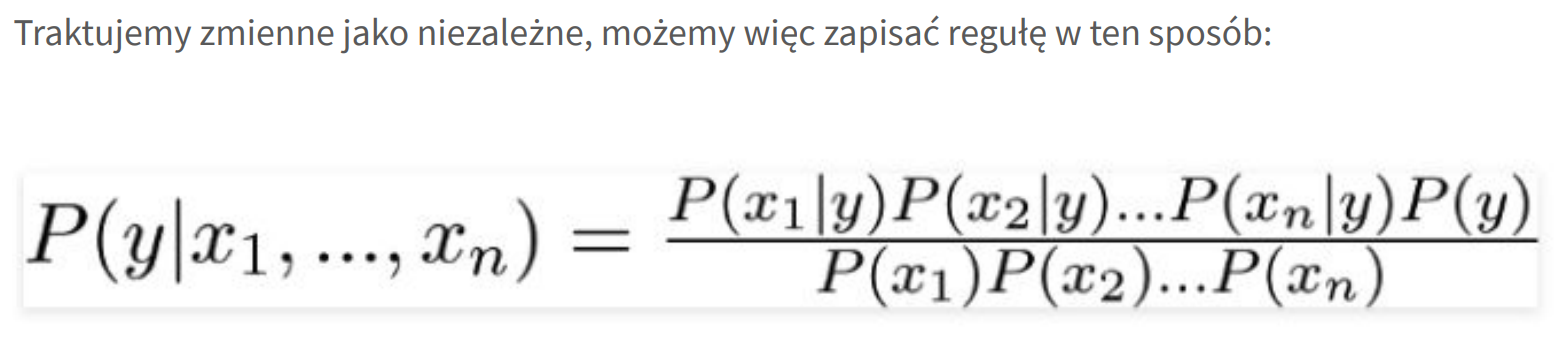 Traktujemy zmienne jako niezależne, możemy więc zapisać regułę w ten sposób:
P(y|x₁, ..., xₙ) = P(x₁|y)P(x₂|y)...P(xₙ|y)P(y)
P(x₁)P(x₂)...P(xₙ)